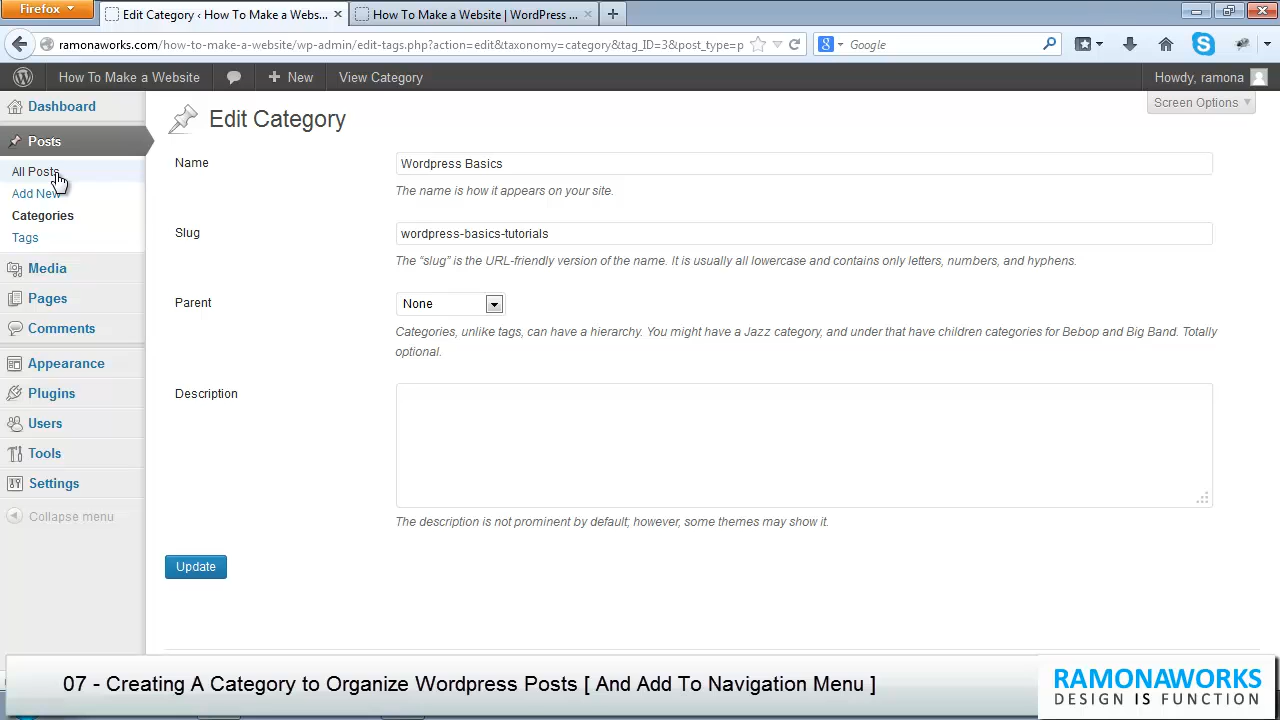 Firefox
Edit Category ‹ How To Make a Webs...
How To Make a Website | WordPress ...
ramonaworks.com/how-to-make-a-website/wp-admin/edit-tags.php?action=edit&taxonomy=category&tag_ID=3&post_type=p
Google
How To Make a Website
New
View Category
Howdy, ramona
Screen Options
Dashboard
Posts
All Posts
Add New
Categories
Tags
Media
Pages
Comments
Appearance
Plugins
Users
Tools
Settings
Collapse menu
Edit Category
Name
Wordpress Basics
The name is how it appears on your site.
Slug
wordpress-basics-tutorials
The “slug” is the URL-friendly version of the name. It is usually all lowercase and contains only letters, numbers, and hyphens.
Parent
None
Categories, unlike tags, can have a hierarchy. You might have a Jazz category, and under that have children categories for Bebop and Big Band. Totally
optional.
Description
The description is not prominent by default; however, some themes may show it.
Update
07 - Creating A Category to Organize Wordpress Posts [ And Add To Navigation Menu ]
RAMONAWORKS
DESIGN IS FUNCTION